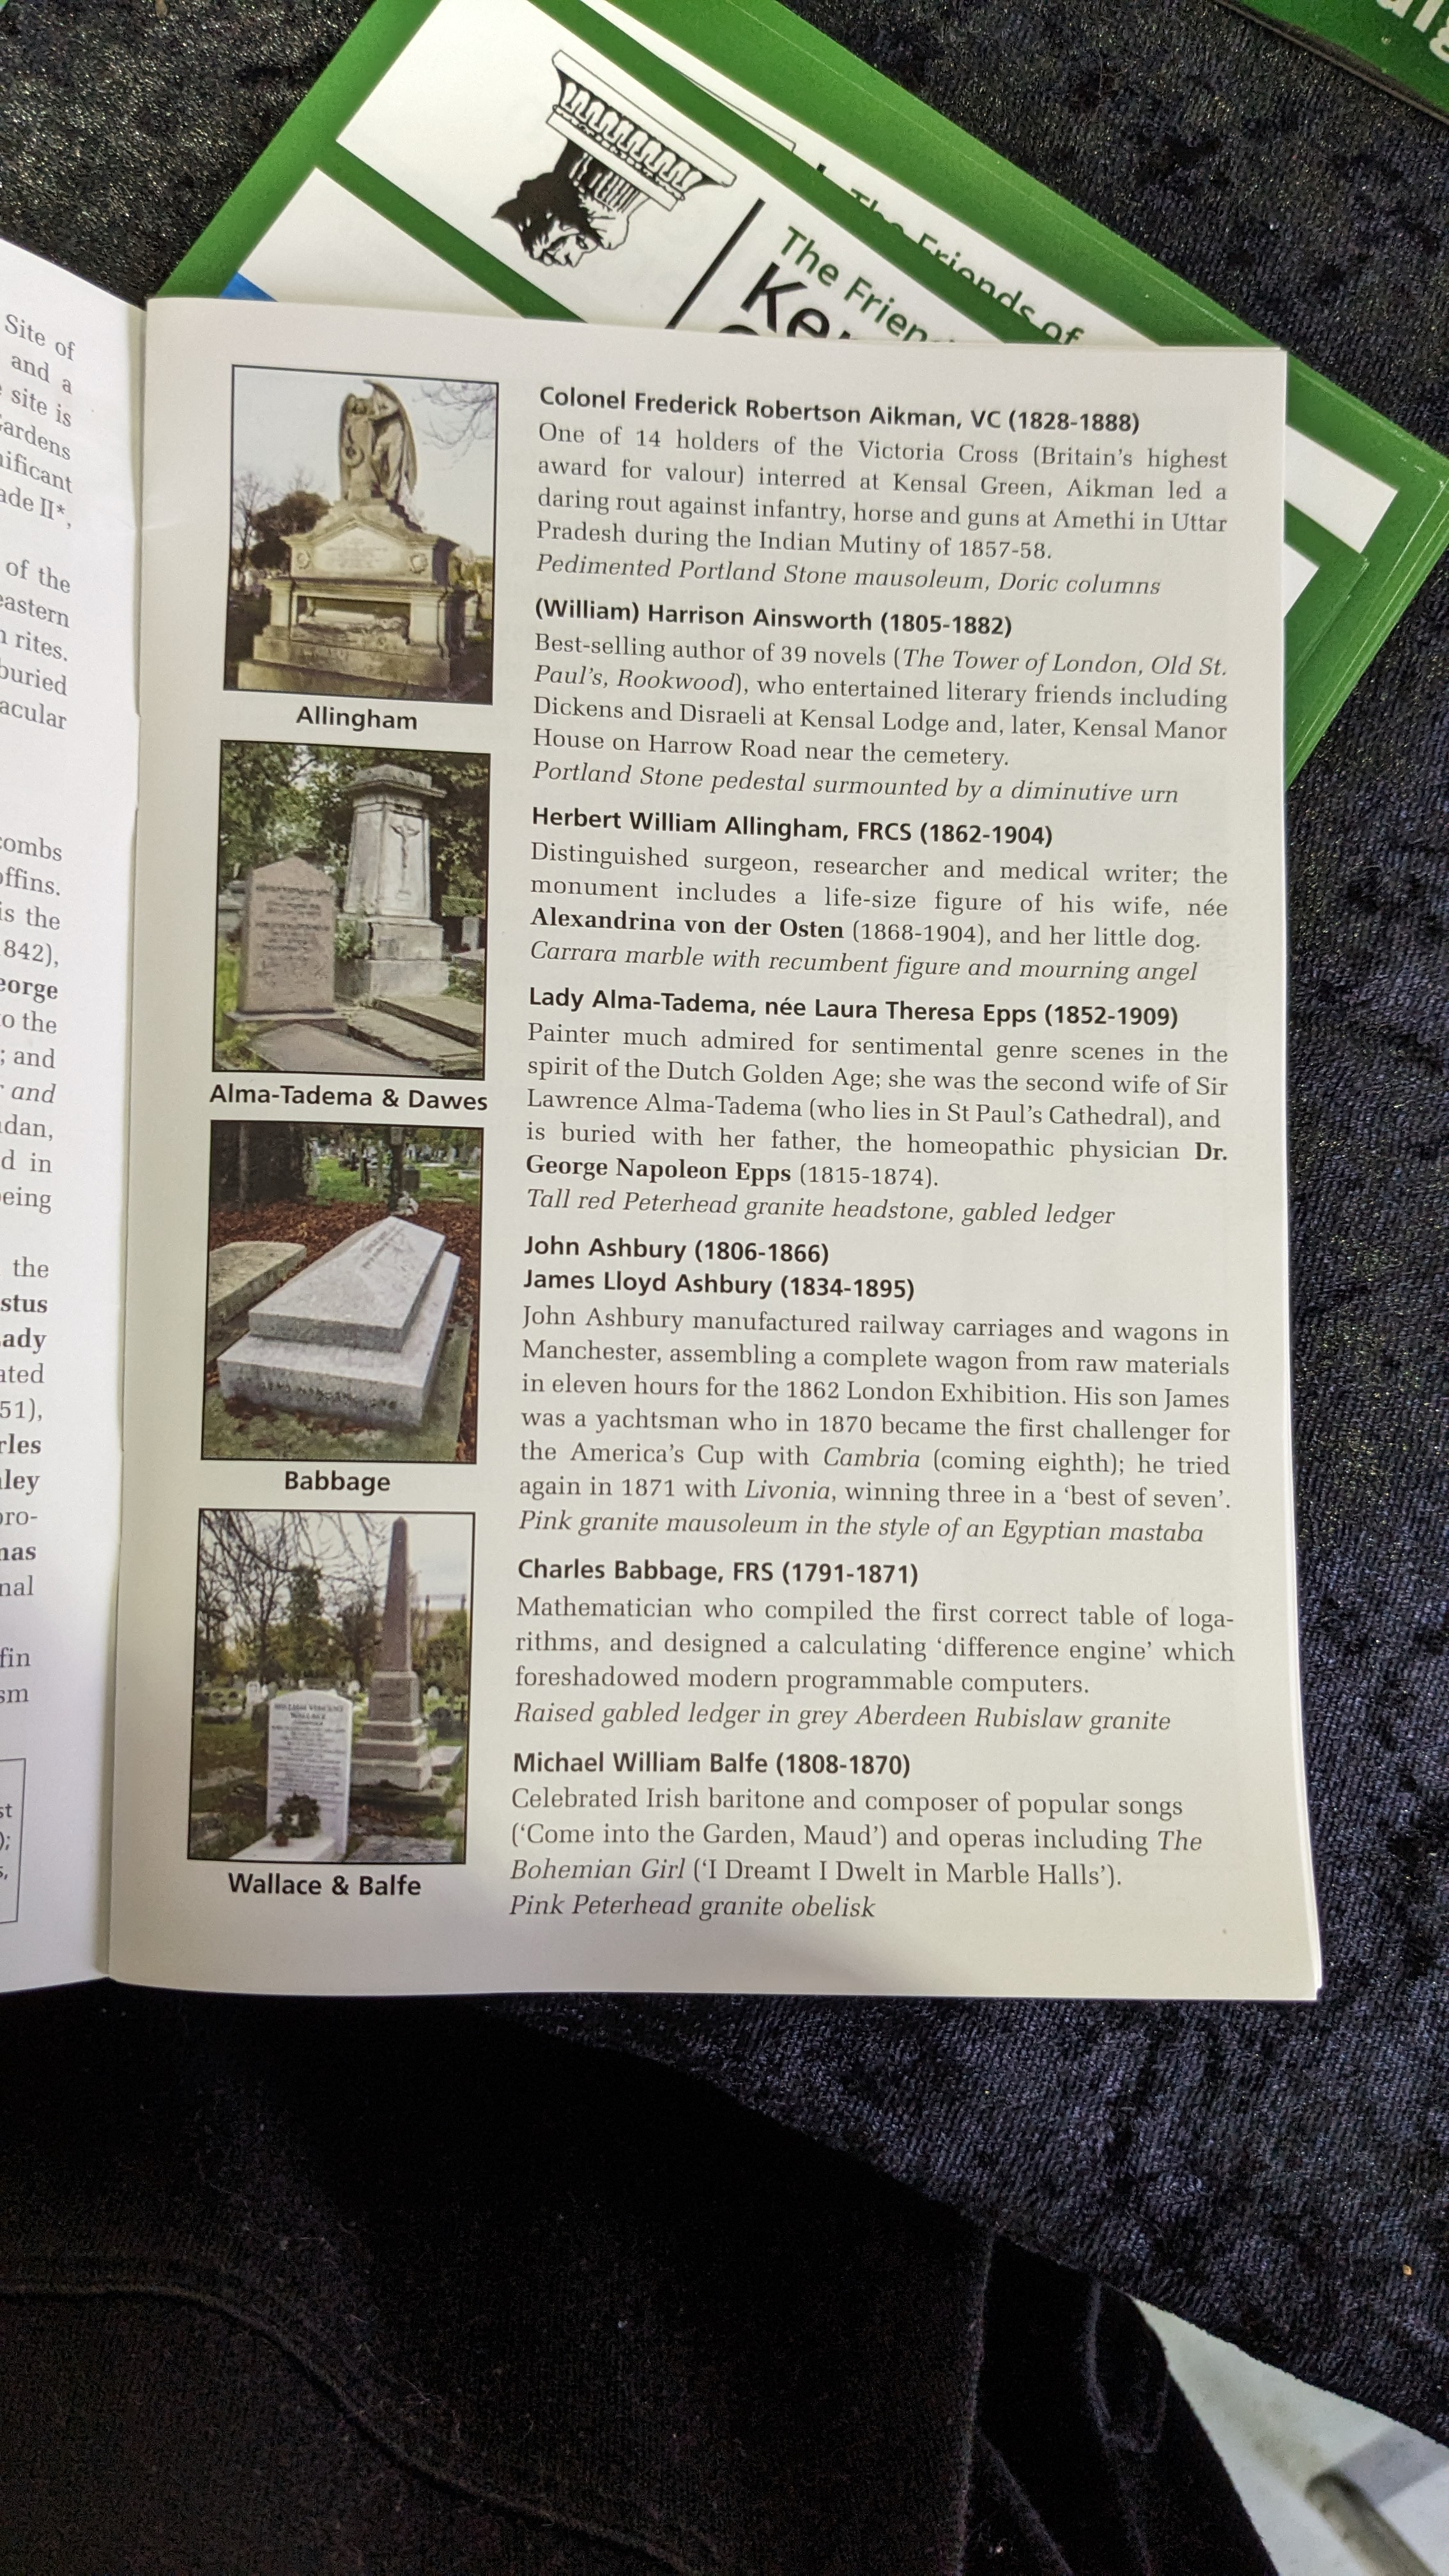 The Friends of
The Frien
Ke
Site of
and a
site is
ardens
nificant
ade II*,
of the
eastern
rites.
buried
acular
ombs
offins.
is the
842),
eorge
to the
; and
and
dan,
d in
being
the
stus
ady
ated
51),
rles
ley
pro-
mas
nal
fin
sm
st
);
Allingham
Alma-Tadema & Dawes
Babbage
Wallace & Balfe
Colonel Frederick Robertson Aikman, VC (1828-1888)
One of 14 holders of the Victoria Cross (Britain's highest
award for valour) interred at Kensal Green, Aikman led a
daring rout against infantry, horse and guns at Amethi in Uttar
Pradesh during the Indian Mutiny of 1857-58.
Pedimented Portland Stone mausoleum, Doric columns
(William) Harrison Ainsworth (1805-1882)
Best-selling author of 39 novels (The Tower of London, Old St.
Paul's, Rookwood), who entertained literary friends including
Dickens and Disraeli at Kensal Lodge and, later, Kensal Manor
House on Harrow Road near the cemetery.
Portland Stone pedestal surmounted by a diminutive urn
Herbert William Allingham, FRCS (1862-1904)
Distinguished surgeon, researcher and medical writer; the
monument includes a life-size figure of his wife, née
Alexandrina von der Osten (1868-1904), and her little dog.
Carrara marble with recumbent figure and mourning angel
Lady Alma-Tadema, née Laura Theresa Epps (1852-1909)
Painter much admired for sentimental genre scenes in the
spirit of the Dutch Golden Age; she was the second wife of Sir
Lawrence Alma-Tadema (who lies in St Paul's Cathedral), and
is buried with her father, the homeopathic physician Dr.
George Napoleon Epps (1815-1874).
Tall red Peterhead granite headstone, gabled ledger
John Ashbury (1806-1866)
James Lloyd Ashbury (1834-1895)
John Ashbury manufactured railway carriages and wagons in
Manchester, assembling a complete wagon from raw materials
in eleven hours for the 1862 London Exhibition. His son James
was a yachtsman who in 1870 became the first challenger for
the America's Cup with Cambria (coming eighth); he tried
again in 1871 with Livonia, winning three in a 'best of seven'.
Pink granite mausoleum in the style of an Egyptian mastaba
Charles Babbage, FRS (1791-1871)
Mathematician who compiled the first correct table of loga-
rithms, and designed a calculating 'difference engine' which
foreshadowed modern programmable computers.
Raised gabled ledger in grey Aberdeen Rubislaw granite
Michael William Balfe (1808-1870)
Celebrated Irish baritone and composer of popular songs
('Come into the Garden, Maud') and operas including The
Bohemian Girl ('I Dreamt I Dwelt in Marble Halls').
Pink Peterhead granite obelisk